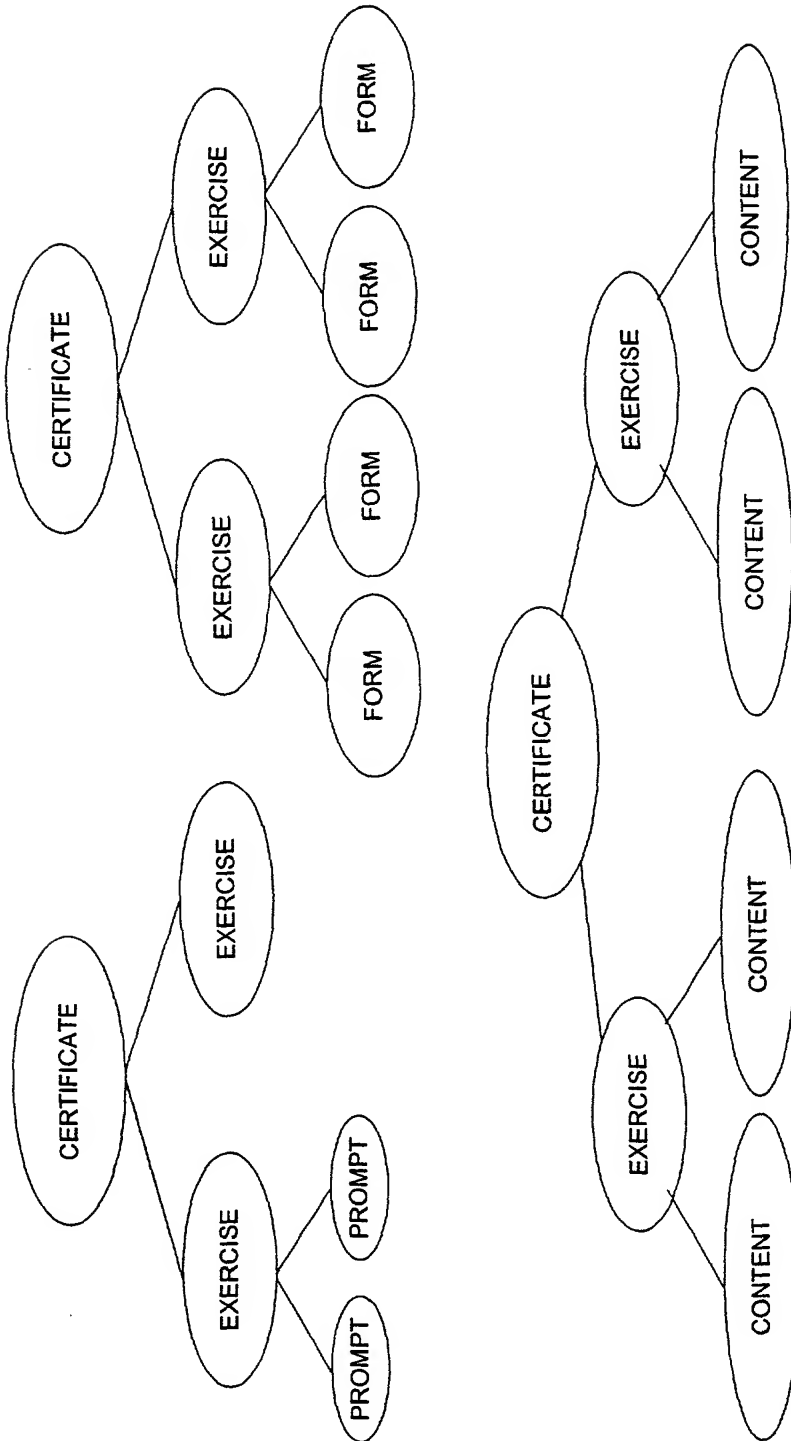 CERTIFICATE
EXERCISE
EXERCISE
PROMPT
PROMPT
CERTIFICATE
EXERCISE
EXERCISE
FORM
FORM
FORM
FORM
CERTIFICATE
EXERCISE
EXERCISE
CONTENT
CONTENT
CONTENT
CONTENT